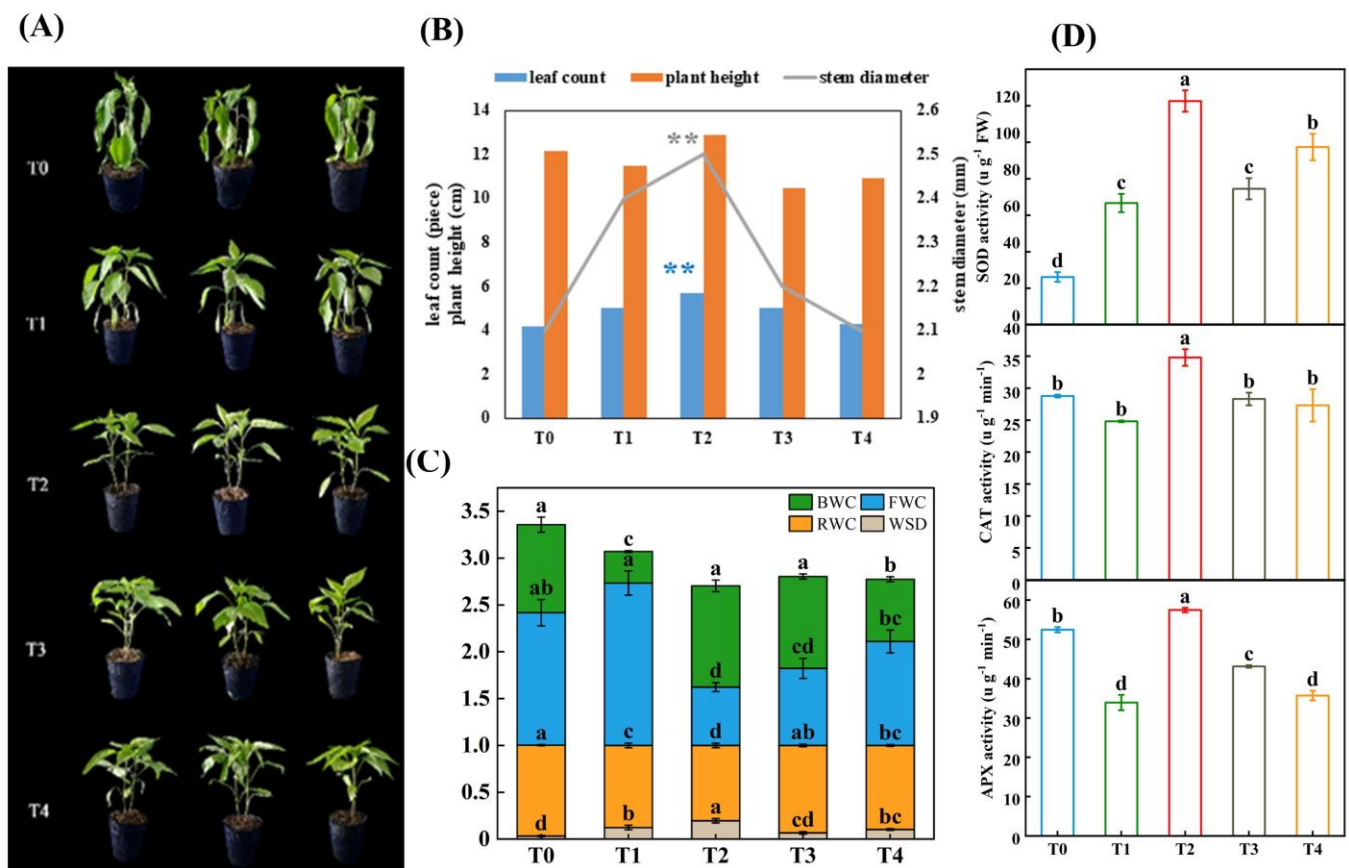 (A)
T0
T1
T2
T3
T4
(B)
leaf count plant height stem diameter
leaf count (piece)
plant height (cm)
14
12
10
8
6
4
2
0
**
**
2.6
2.5
2.4
2.3
2.2
2.1
2
1.9
stem diameter (mm)
T0 T1 T2 T3 T4
(C)
BWC FWC
RWC WSD
3.5
3.0
2.5
2.0
1.5
1.0
0.5
0
a c a a b
ab a d cd bc
a c d ab bc
d b a cd bc
T0 T1 T2 T3 T4
(D)
SOD activity (u g-1 FW)
120
100
80
60
40
20
0
d c a c b
CAT activity (u g-1 min-1)
40
35
30
25
20
15
10
5
0
b b a b b
APX activity (u g-1 min-1)
60
50
40
30
20
10
0
b d a c d
T0 T1 T2 T3 T4